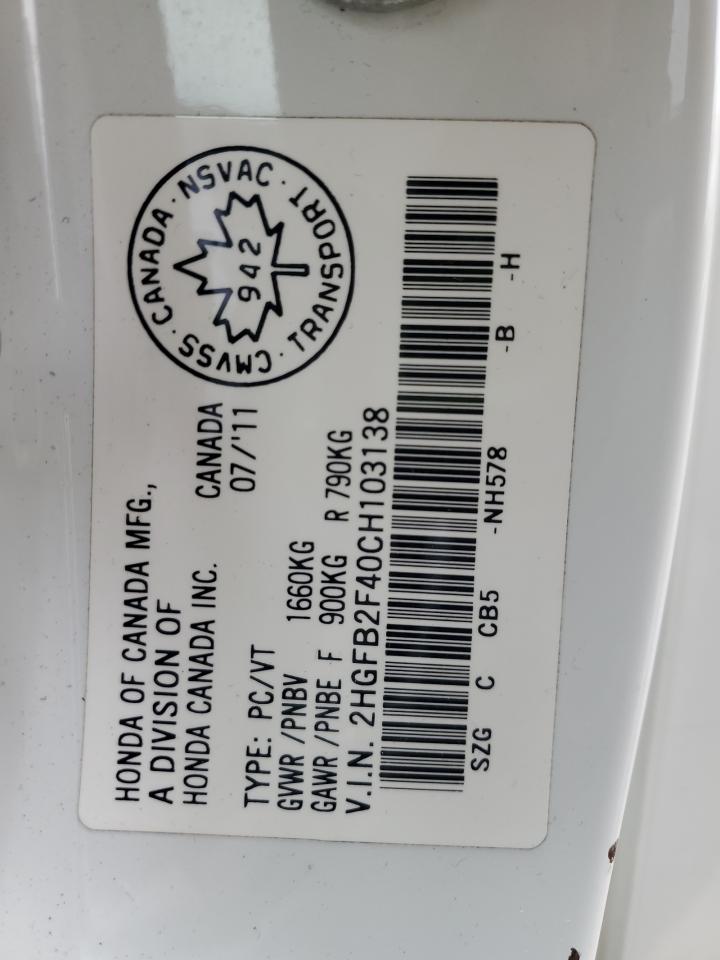 HONDA OF CANADA MFG.,
A DIVISION OF
HONDA CANADA INC.
CANADA
07/'11
CMVSS · CANADA · NSVAC · TRANSPORT ·
942
TYPE: PC/VT
GVWR /PNBV 1660KG
GAWR /PNBE F 900KG R 790KG
V.I.N. 2HGFB2F40CH103138
SZG C CB5 -NH578 -B -H